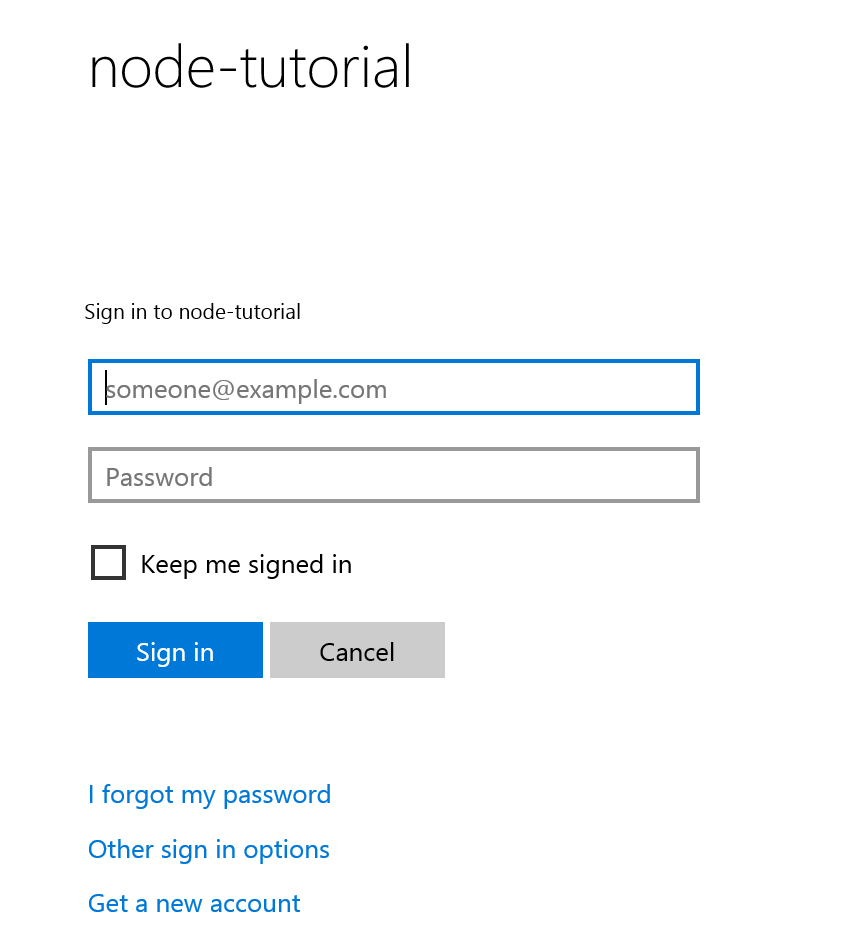 node-tutorial
Sign in to node-tutorial
someone@example.com
Password
Keep me signed in
Sign in Cancel
I forgot my password
Other sign in options
Get a new account